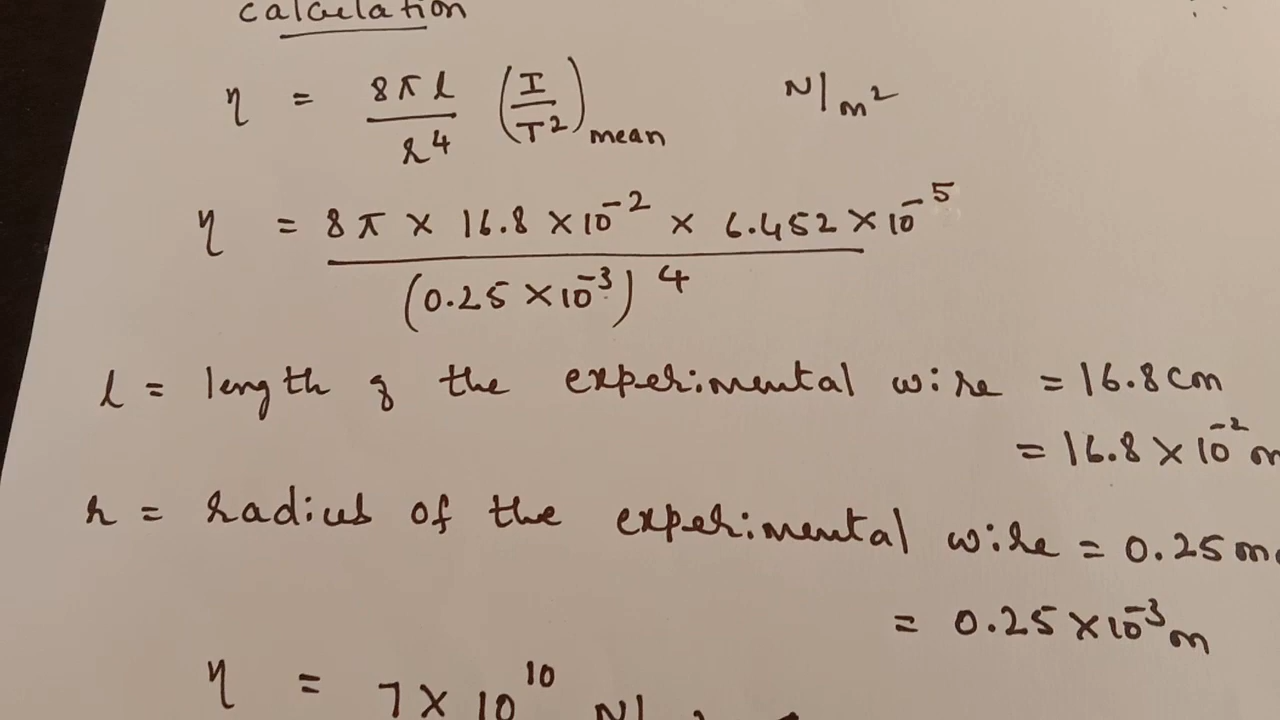 calculation
η = 8πl / r⁴ (I / T²)mean N/m²
η = 8π × 16.8 × 10⁻² × 6.452 × 10⁻⁵ / (0.25 × 10⁻³)⁴
l = length of the experimental wire = 16.8 cm
= 16.8 × 10⁻² m
r = radius of the experimental wire = 0.25 m
= 0.25 × 10⁻³ m
η = 7 × 10¹⁰ N/